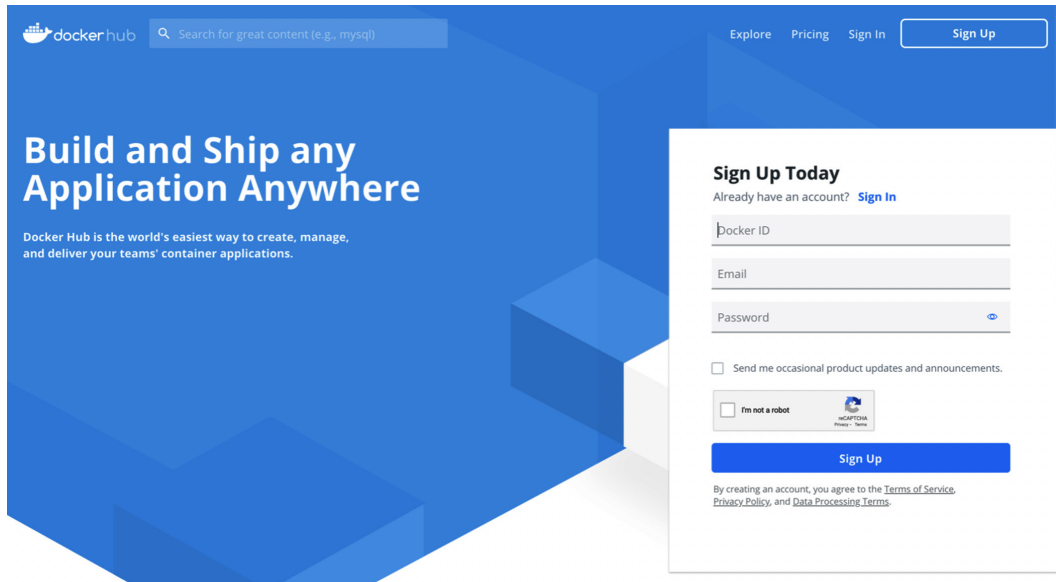 dockerhub
Search for great content (e.g., mysql)
Explore Pricing Sign In Sign Up
Build and Ship any
Application Anywhere
Docker Hub is the world's easiest way to create, manage,
and deliver your teams' container applications.
Sign Up Today
Already have an account? Sign In
Docker ID
Email
Password
Send me occasional product updates and announcements.
I'm not a robot
reCAPTCHA
Privacy - Terms
Sign Up
By creating an account, you agree to the Terms of Service,
Privacy Policy, and Data Processing Terms.